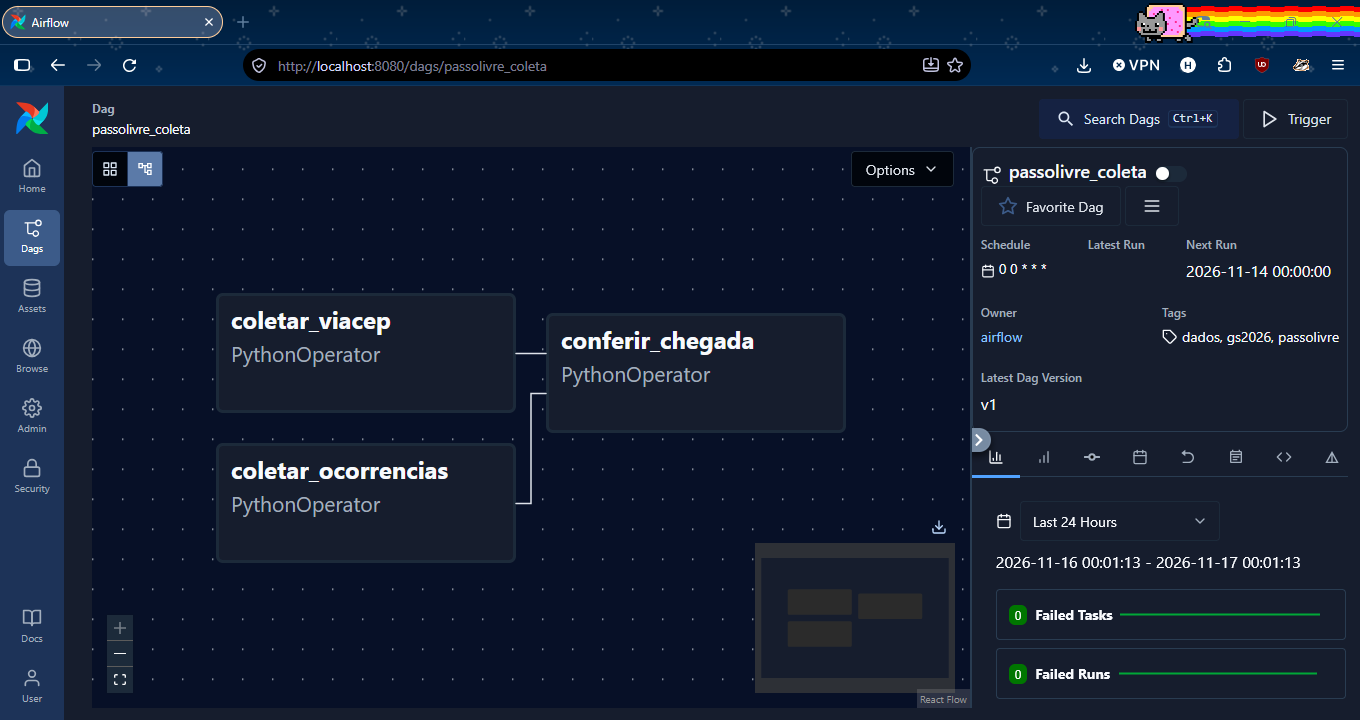 Airflow
http://localhost:8080/dags/passolivre_coleta
VPN
H
UD
Dag
passolivre_coleta
Search Dags Ctrl+K
Trigger
Home
Dags
Assets
Browse
Admin
Security
Docs
User
Options
coletar_viacep
PythonOperator
conferir_chegada
PythonOperator
coletar_ocorrencias
PythonOperator
React Flow
passolivre_coleta
Favorite Dag
Schedule Latest Run Next Run
0 0 * * * 2026-11-14 00:00:00
Owner Tags
airflow dados, gs2026, passolivre
Latest Dag Version
v1
Last 24 Hours
2026-11-16 00:01:13 - 2026-11-17 00:01:13
0 Failed Tasks
0 Failed Runs